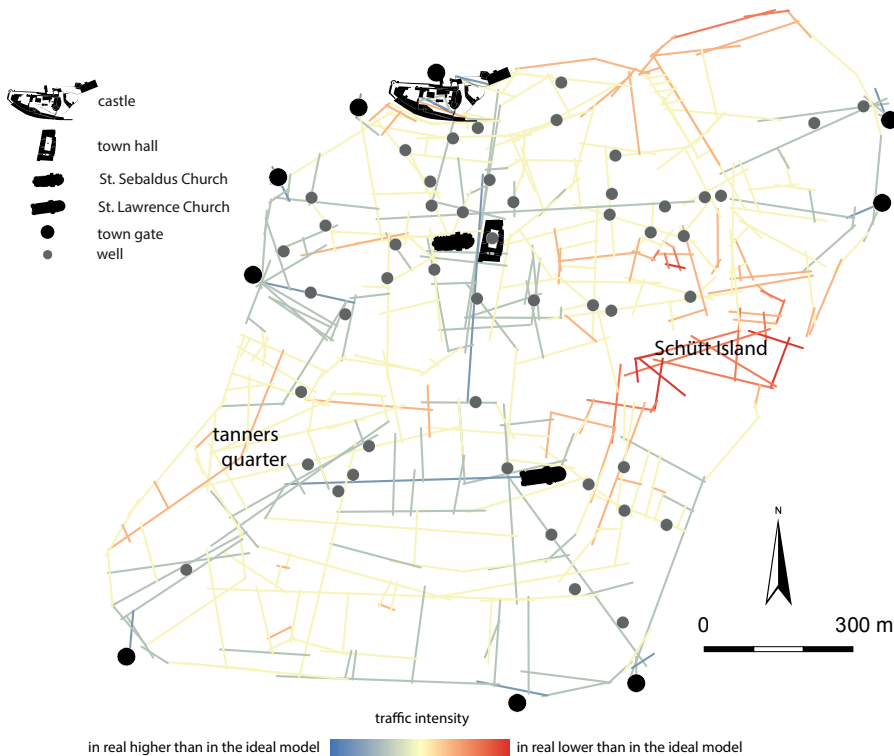 castle
town hall
St. Sebaldus Church
St. Lawrence Church
town gate
well
Schütt Island
tanners
quarter
N
0
300 m
traffic intensity
in real higher than in the ideal model
in real lower than in the ideal model